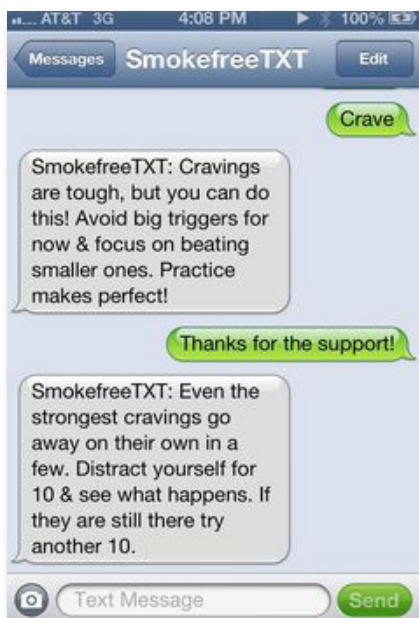 AT&T 3G 4:08 PM 100%
Messages SmokefreeTXT Edit
Crave
SmokefreeTXT: Cravings
are tough, but you can do
this! Avoid big triggers for
now & focus on beating
smaller ones. Practice
makes perfect!
Thanks for the support!
SmokefreeTXT: Even the
strongest cravings go
away on their own in a
few. Distract yourself for
10 & see what happens. If
they are still there try
another 10.
Text Message Send